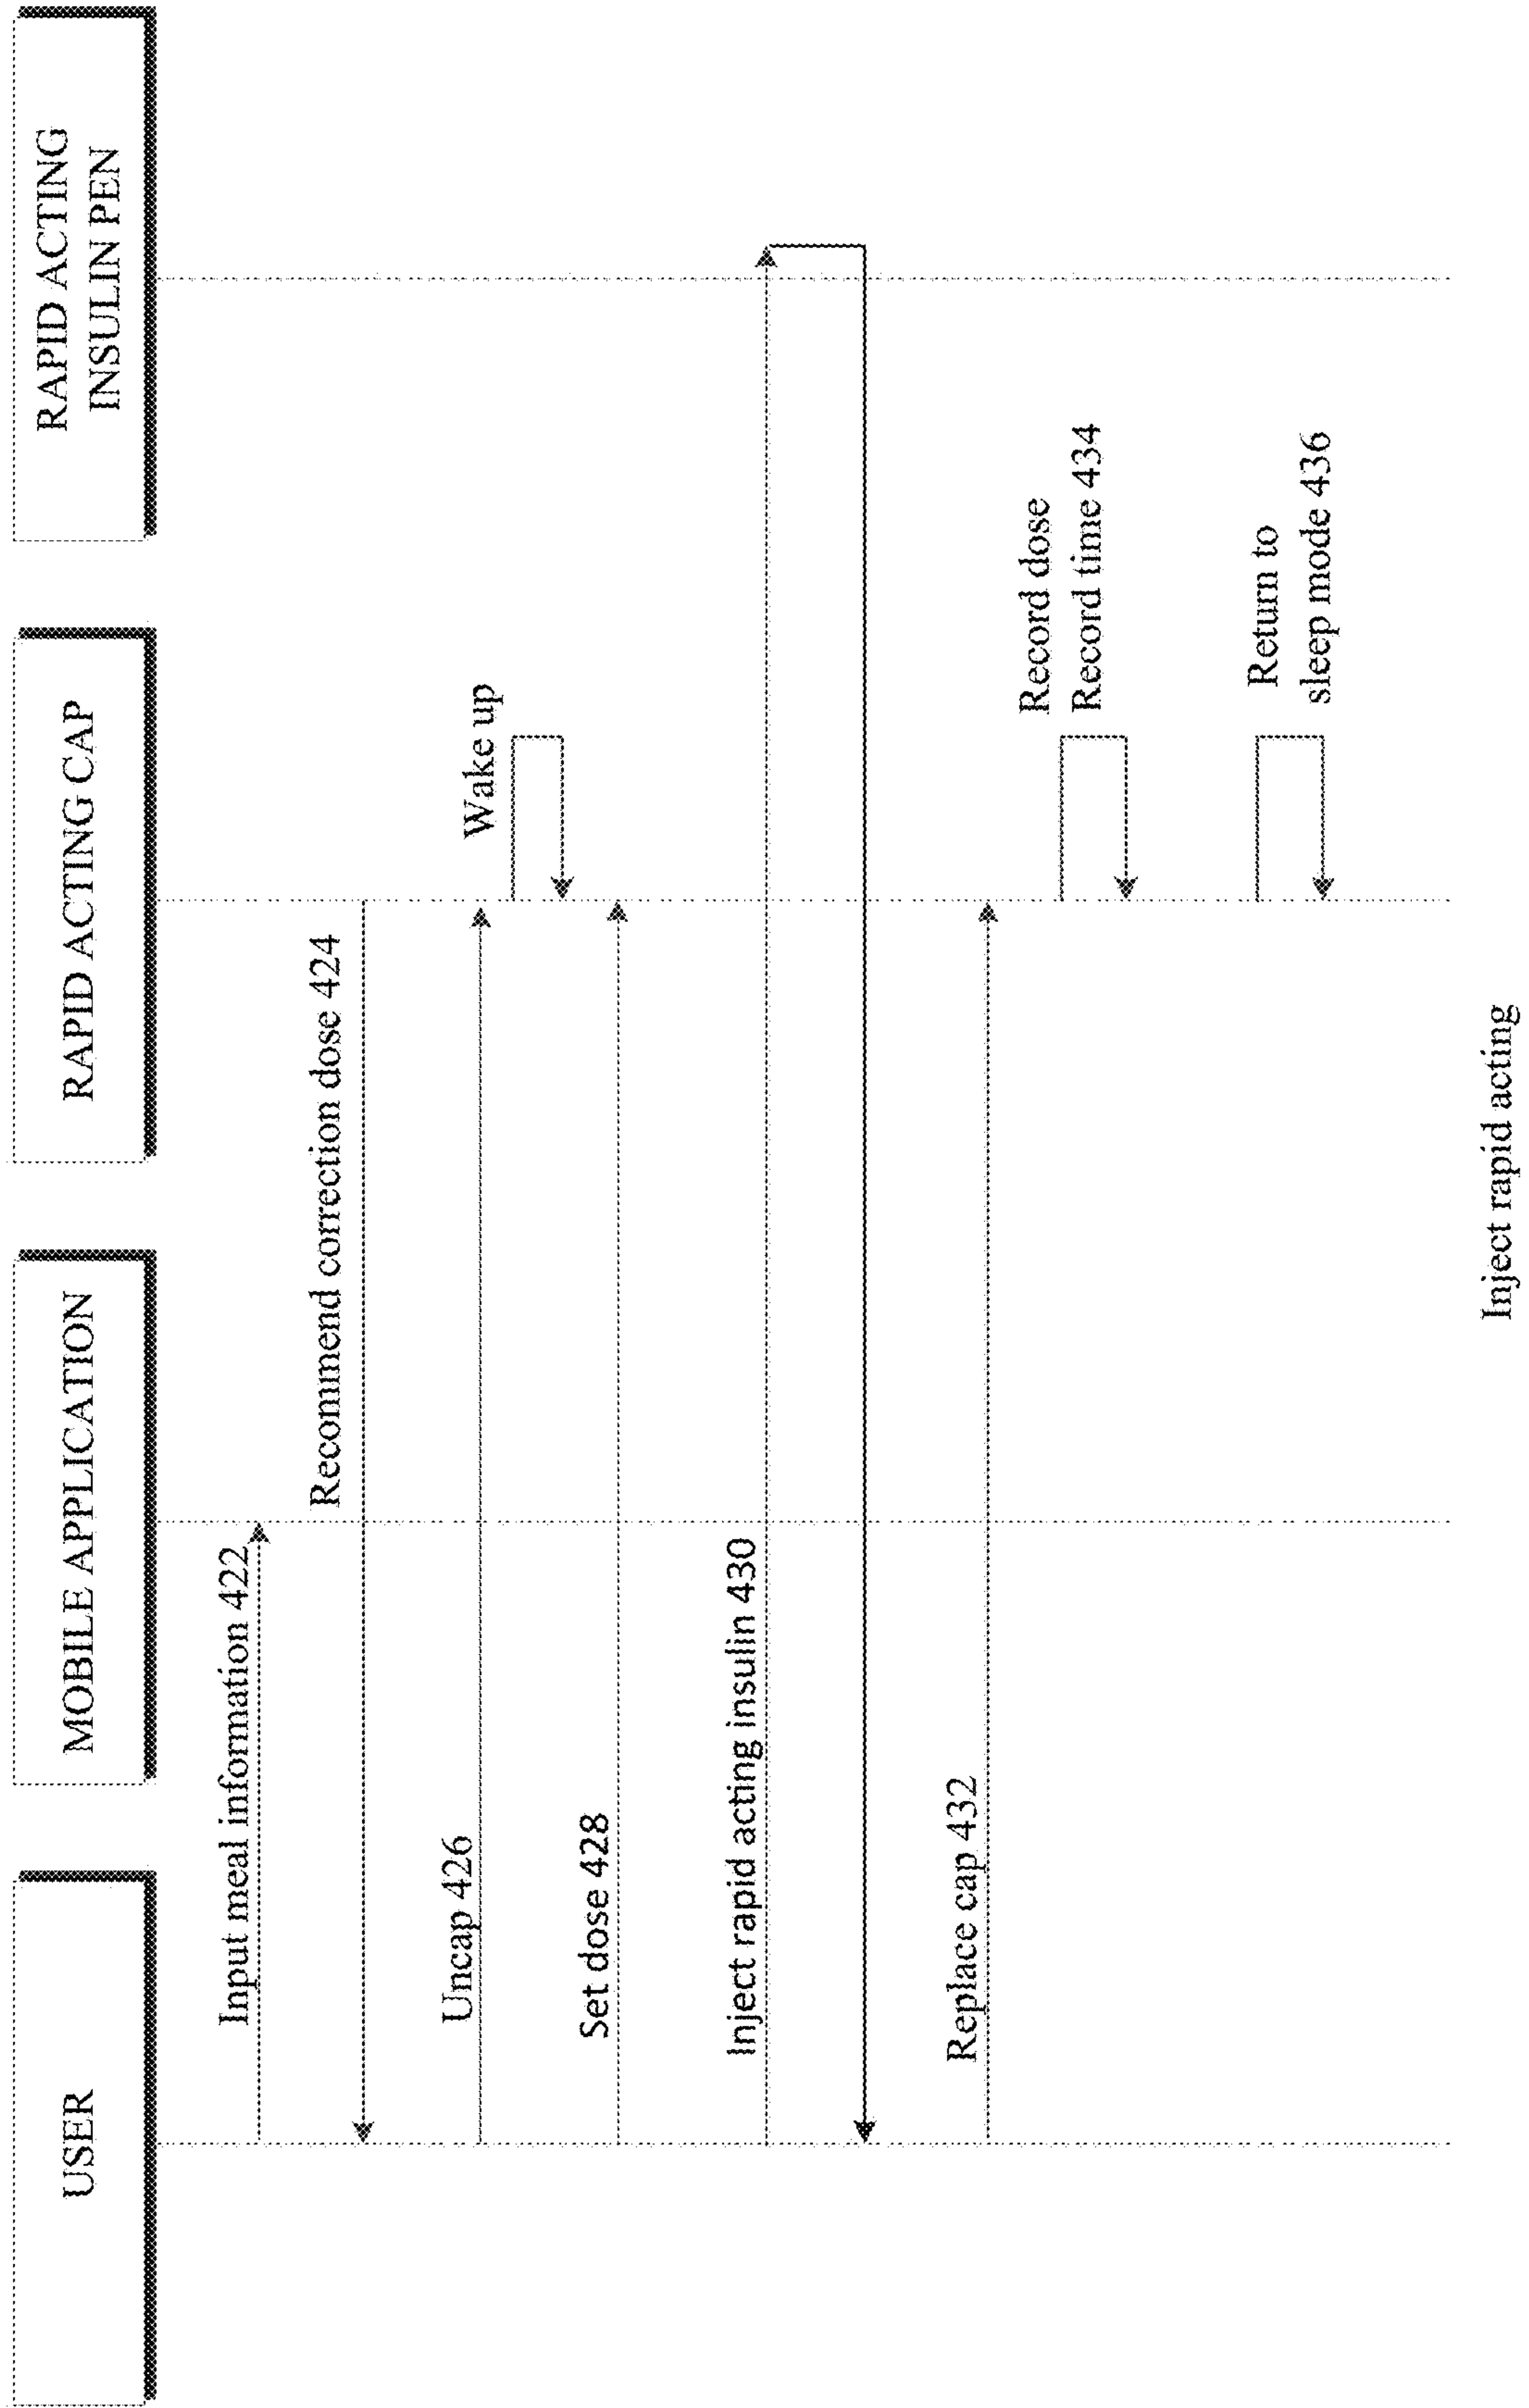 USER
MOBILE APPLICATION
RAPID ACTING CAP
RAPID ACTING
INSULIN PEN
Input meal information 422
Recommend correction dose 424
Uncap 426
Wake up
Set dose 428
Inject rapid acting insulin 430
Replace cap 432
Record dose
Record time 434
Return to
sleep mode 436
Inject rapid acting